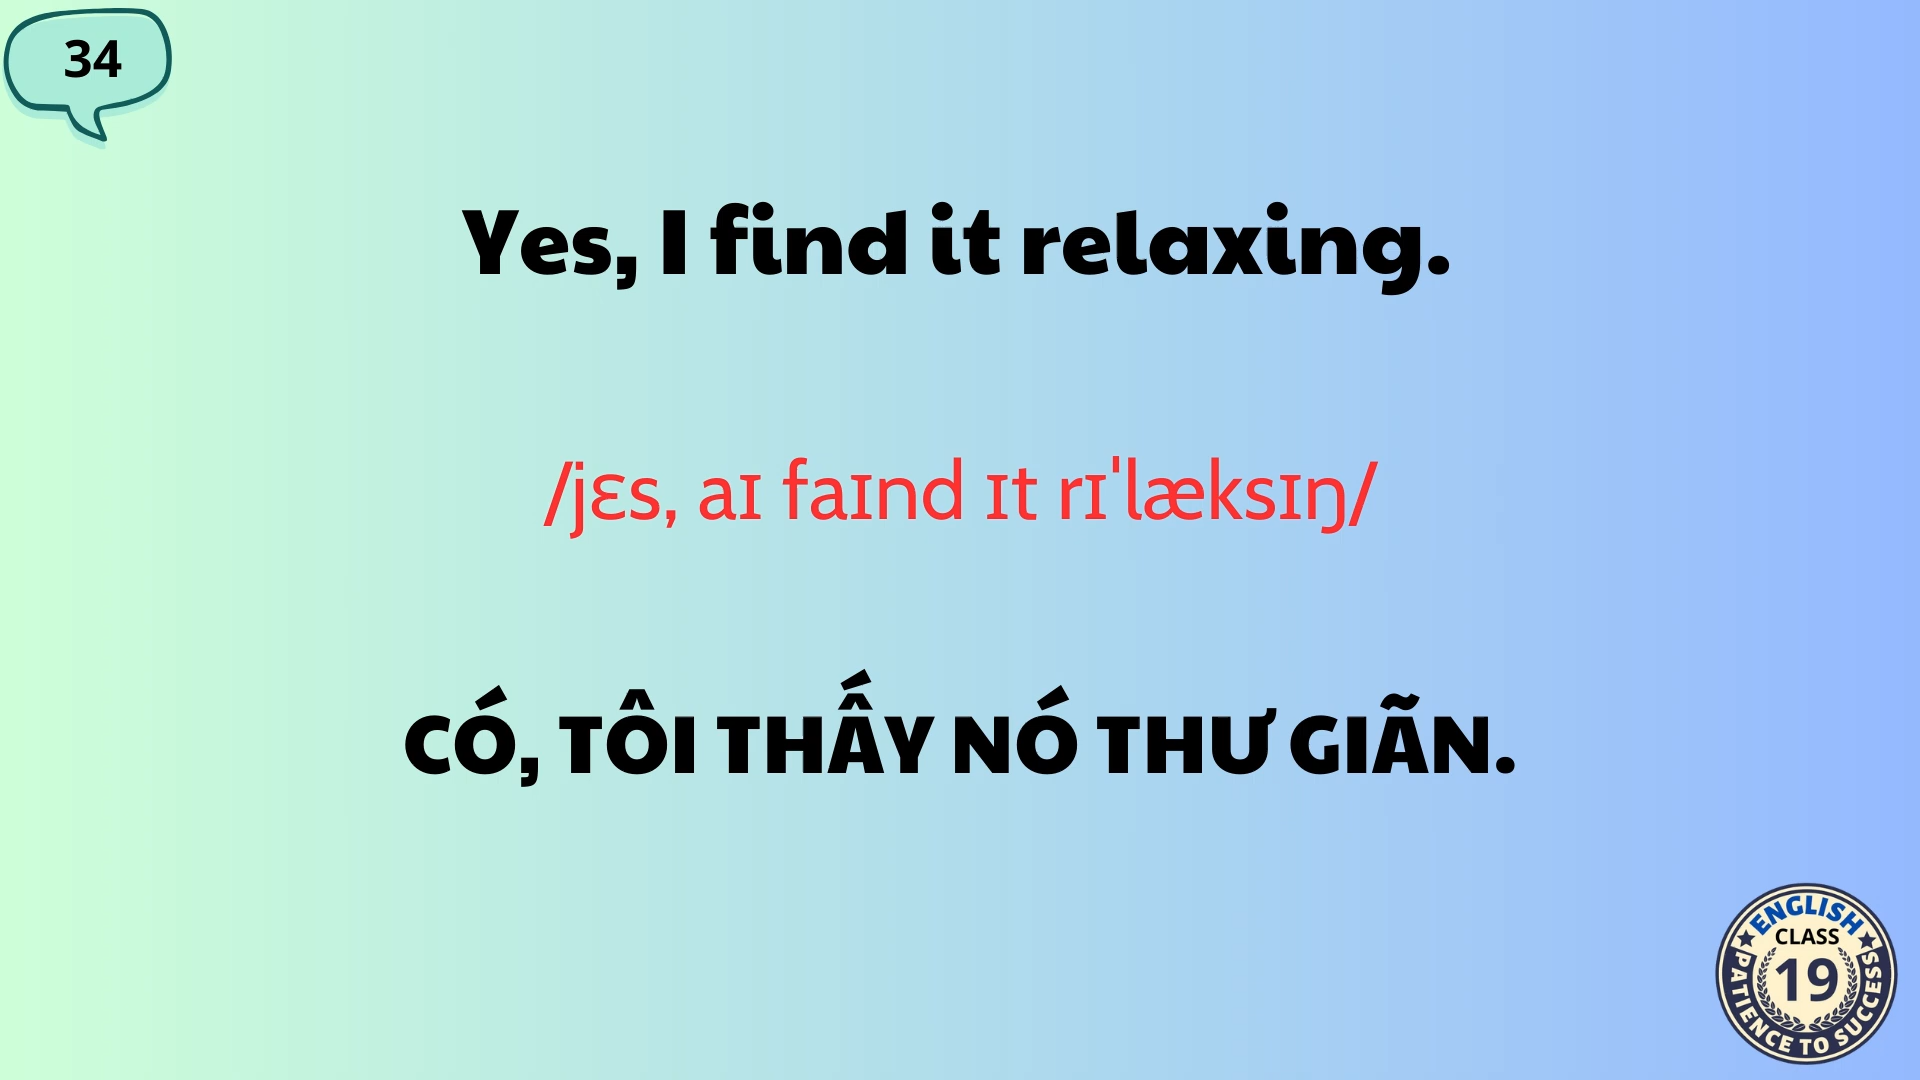 34
Yes, I find it relaxing.
/jɛs, aɪ faɪnd ɪt rɪˈlæksɪŋ/
CÓ, TÔI THẤY NÓ THƯ GIÃN.
ENGLISH
CLASS
19
PATIENCE TO SUCCESS